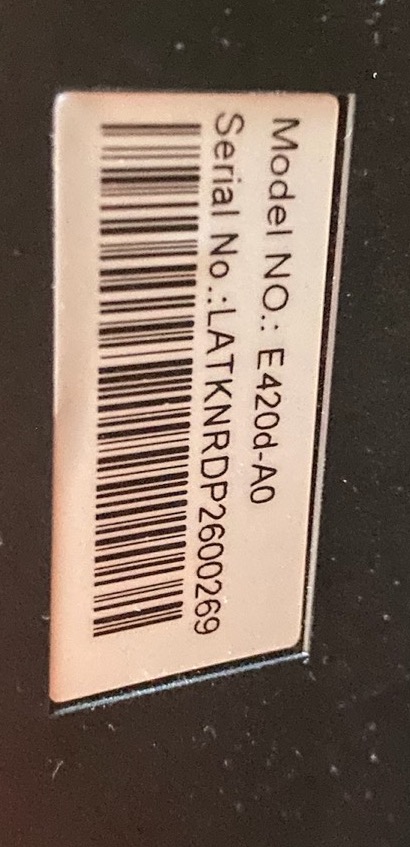 Model NO.: E420d-A0
Serial No.:LATKNRDP2600269